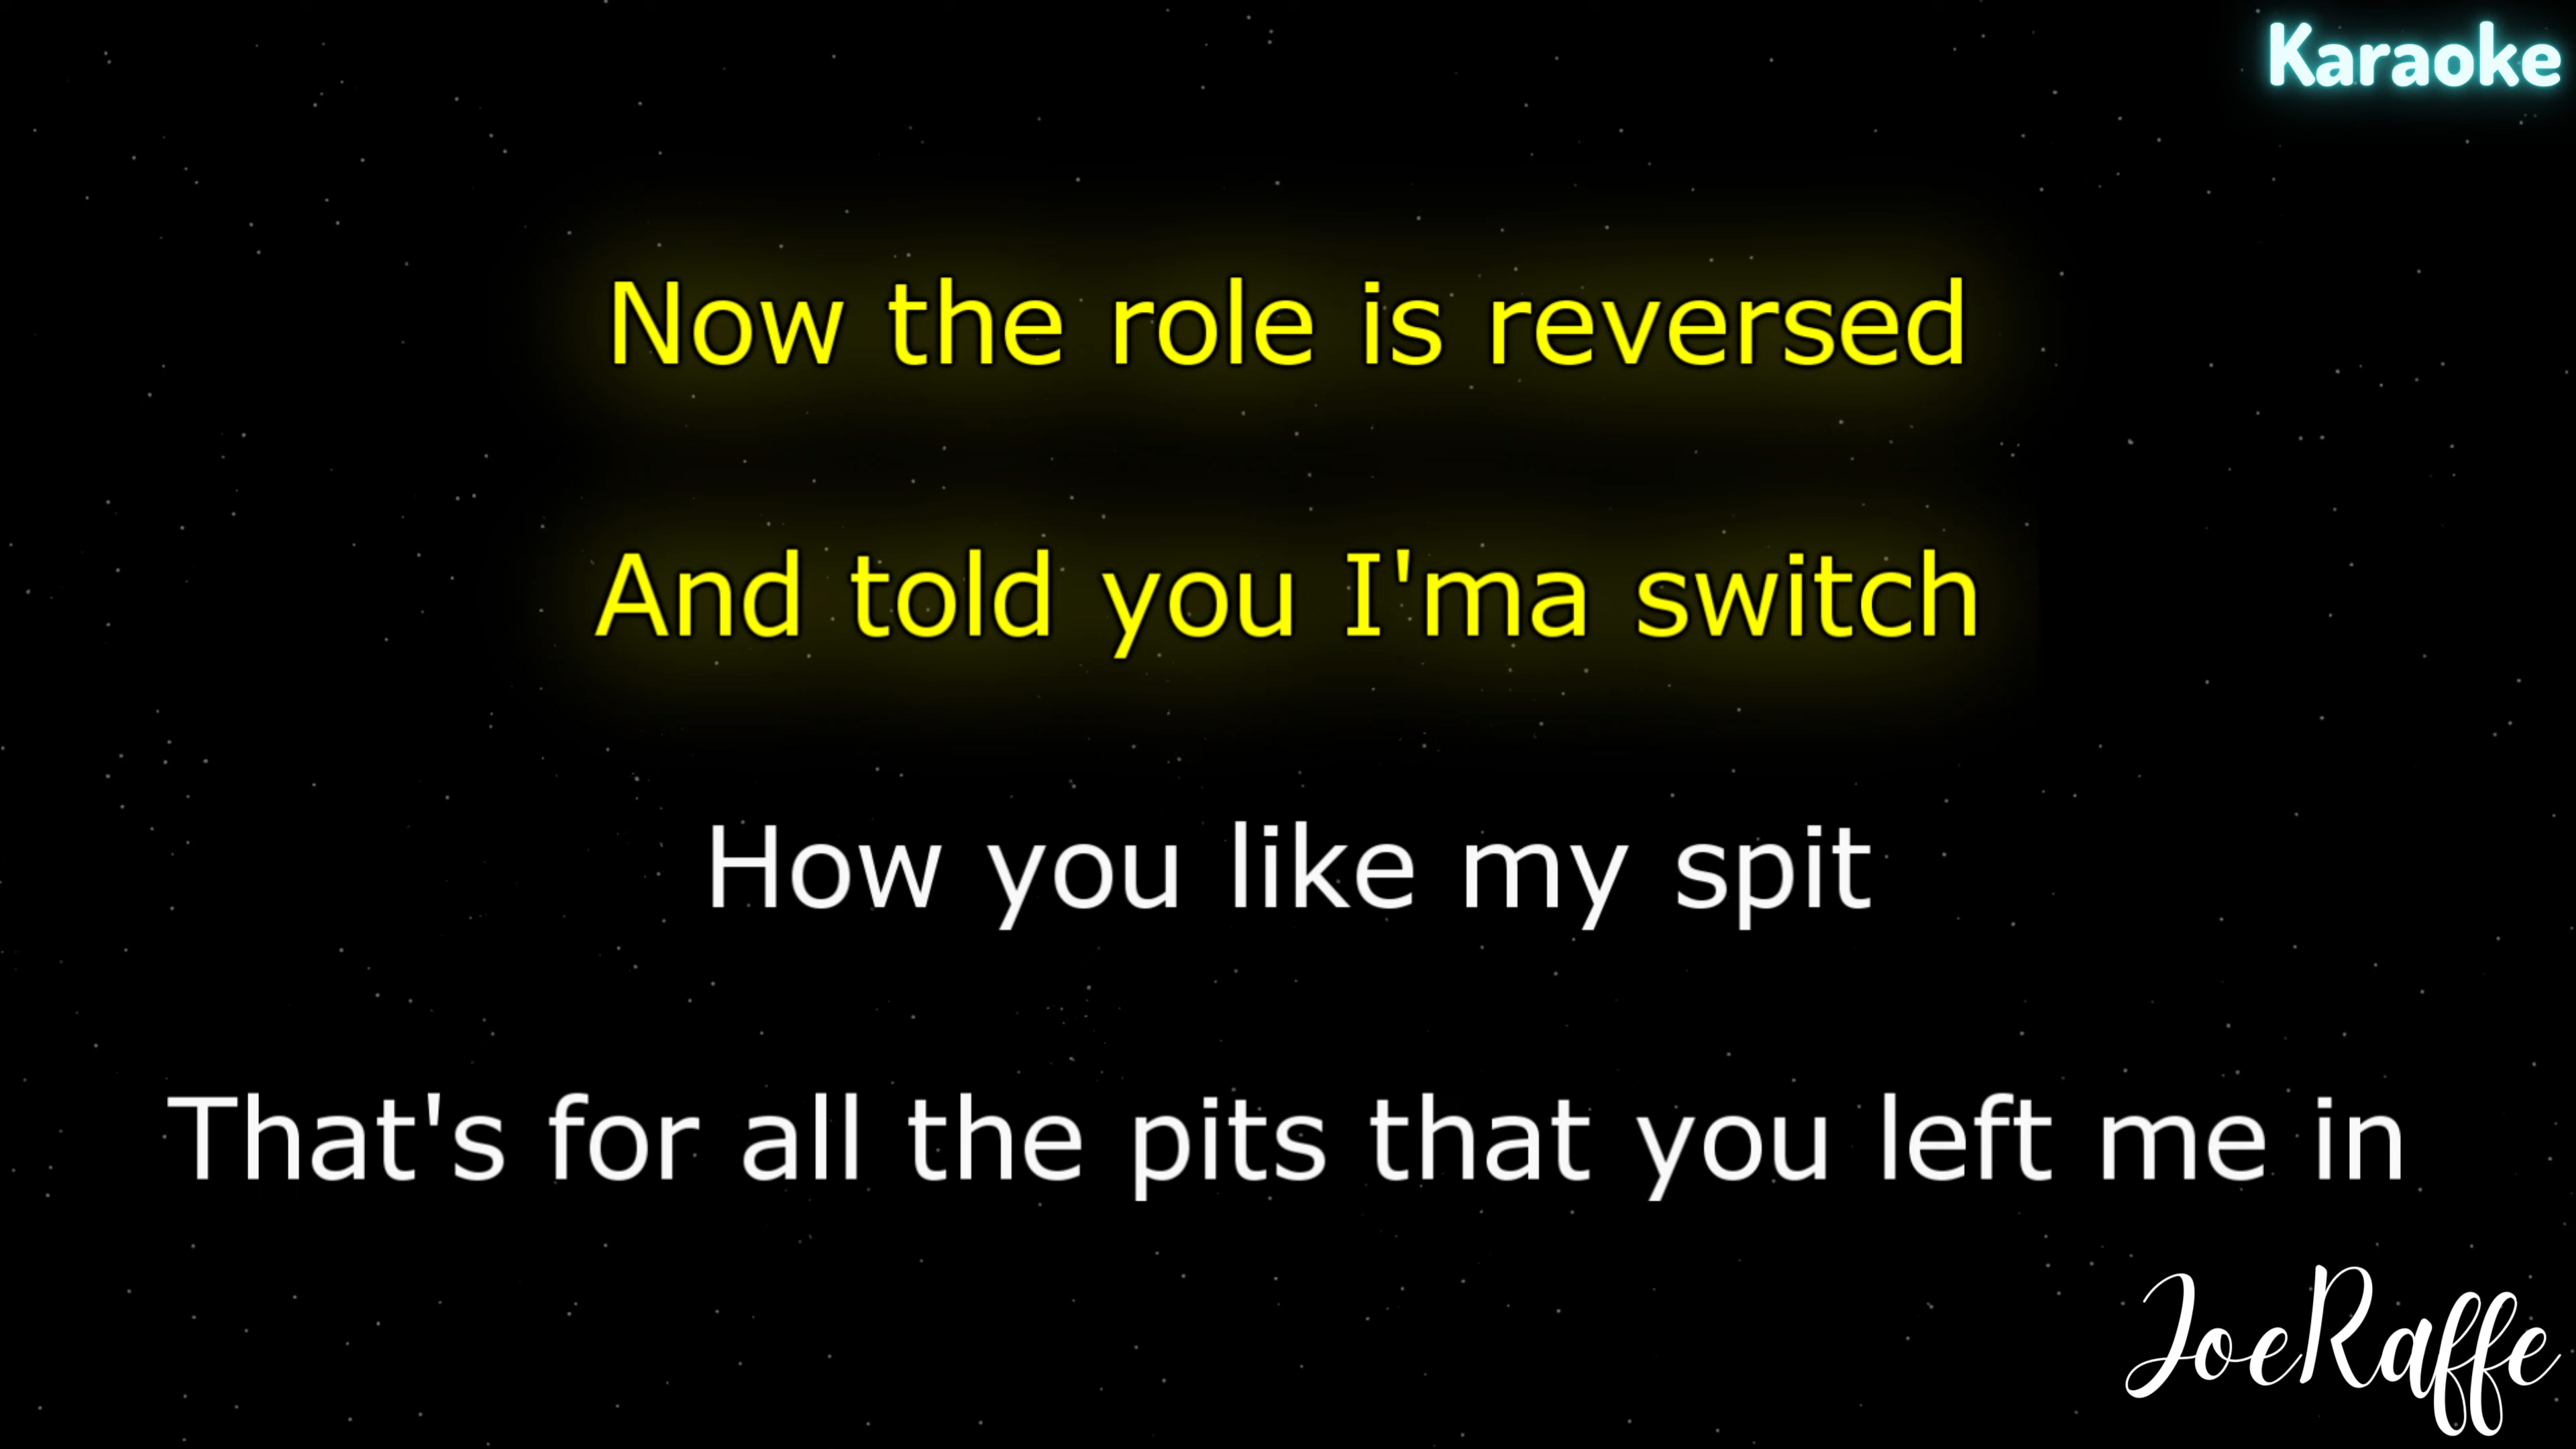 Karaoke
Now the role is reversed
And told you I'ma switch
How you like my spit
That's for all the pits that you left me in
JoeRaffe